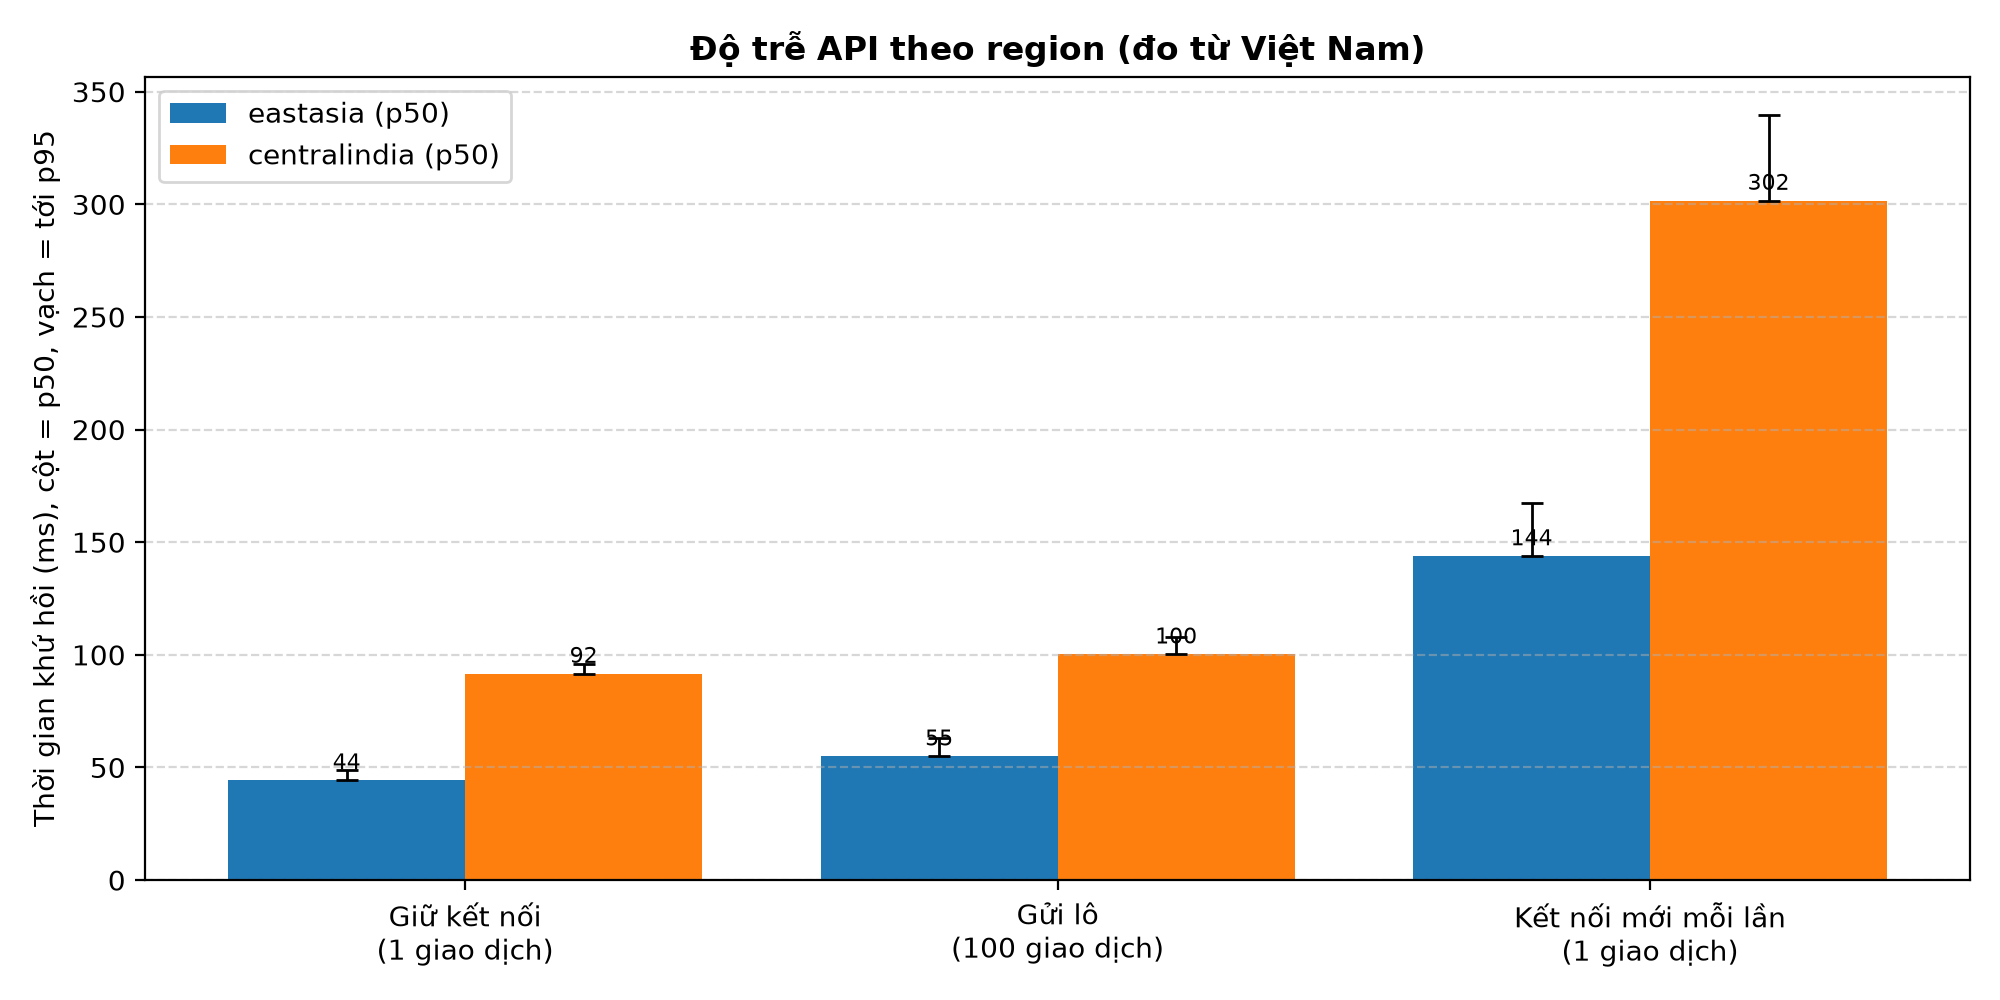 Độ trễ API theo region (đo từ Việt Nam)
Thời gian khứ hồi (ms), cột = p50, vạch = tới p95
350
300
250
200
150
100
50
0
eastasia (p50)
centralindia (p50)
44
92
55
100
144
302
Giữ kết nối
(1 giao dịch)
Gửi lô
(100 giao dịch)
Kết nối mới mỗi lần
(1 giao dịch)